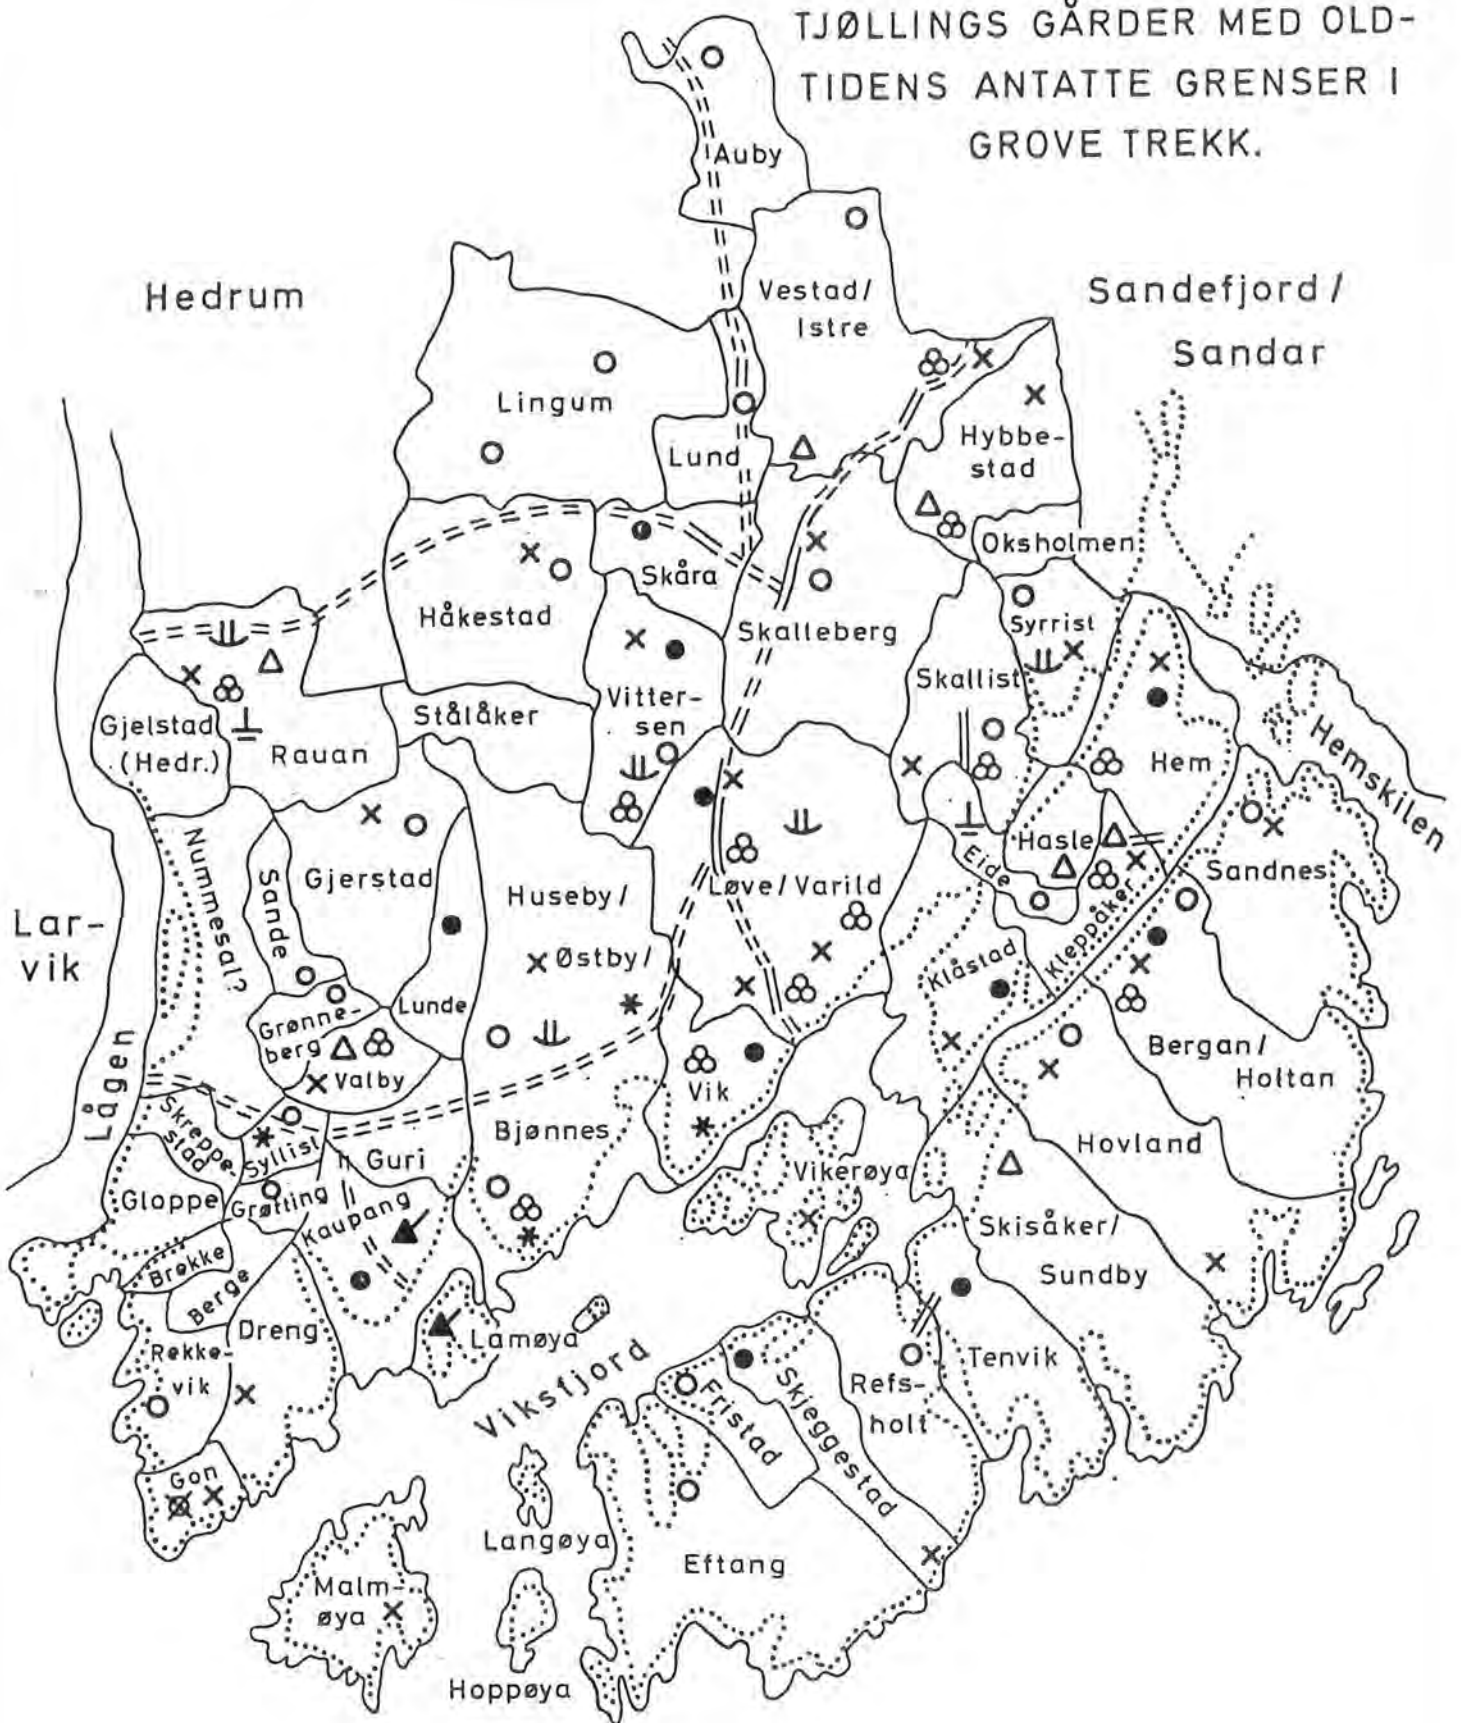 TJØLLINGS GÅRDER MED OLD-
TIDENS ANTATTE GRENSER I
GROVE TREKK.
Auby
Hedrum
Vestad/
Istre
Sandefjord/
Sandar
Lingum
Lund
Hybbe-
stad
Oksholmen
Skåra
Håkestad
Skalleberg
Syrrist
Skallist
Gjelstad
(Hedr.)
Rauan
Stålåker
Vitter-
sen
Hem
Hemskilen
Nummesal?
Sande
Gjerstad
Huseby/
Østby/
Løve/Varild
Hasle
Eide
Kleppåker
Sandnes
Lar-
vik
Lågen
Klåstad
Grønne-
berg
Lunde
Valby
Vik
Bergan/
Holtan
Skreppe-
stad
Syllist
Guri
Bjønnes
Vikerøya
Hovland
Gloppe
Grøtting
Kaupang
Skisåker/
Sundby
Brekke
Berge
Dreng
Lamøya
Rekke-
vik
Viksfjord
Tenvik
Refs-
holt
Skjeggestad
Fristad
Gon
Langøya
Eftang
Malm-
øya
Hoppøya